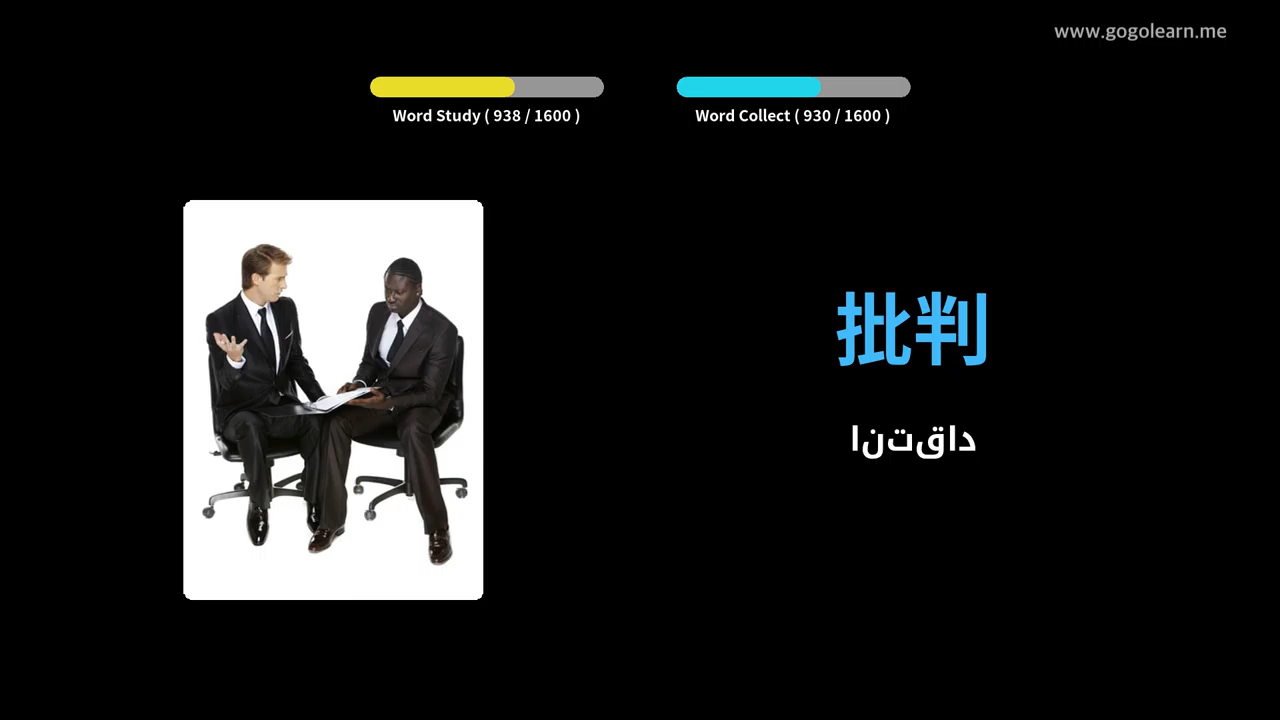 www.gogolearn.me
Word Study ( 938 / 1600 )
Word Collect ( 930 / 1600 )
批判
انتقاد